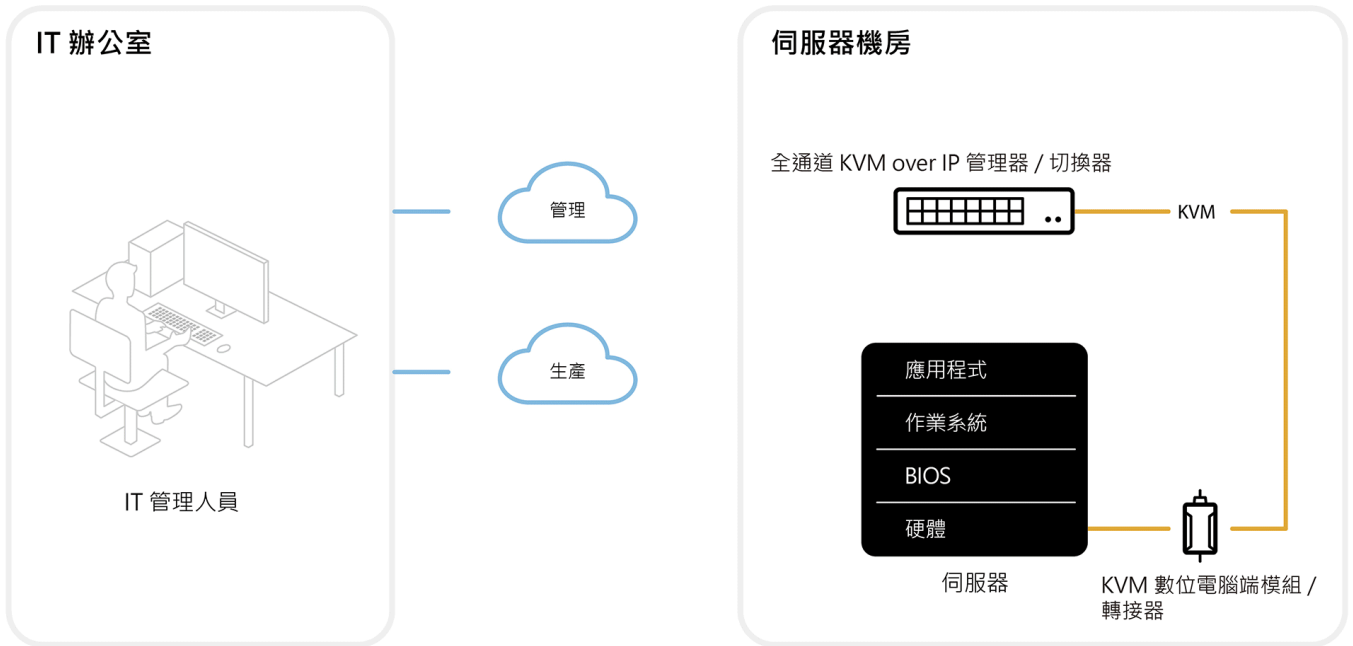 IT 辦公室
IT 管理人員
管理
生產
伺服器機房
全通道 KVM over IP 管理器 / 切換器
KVM
應用程式
作業系統
BIOS
硬體
伺服器
KVM 數位電腦端模組 /
轉接器